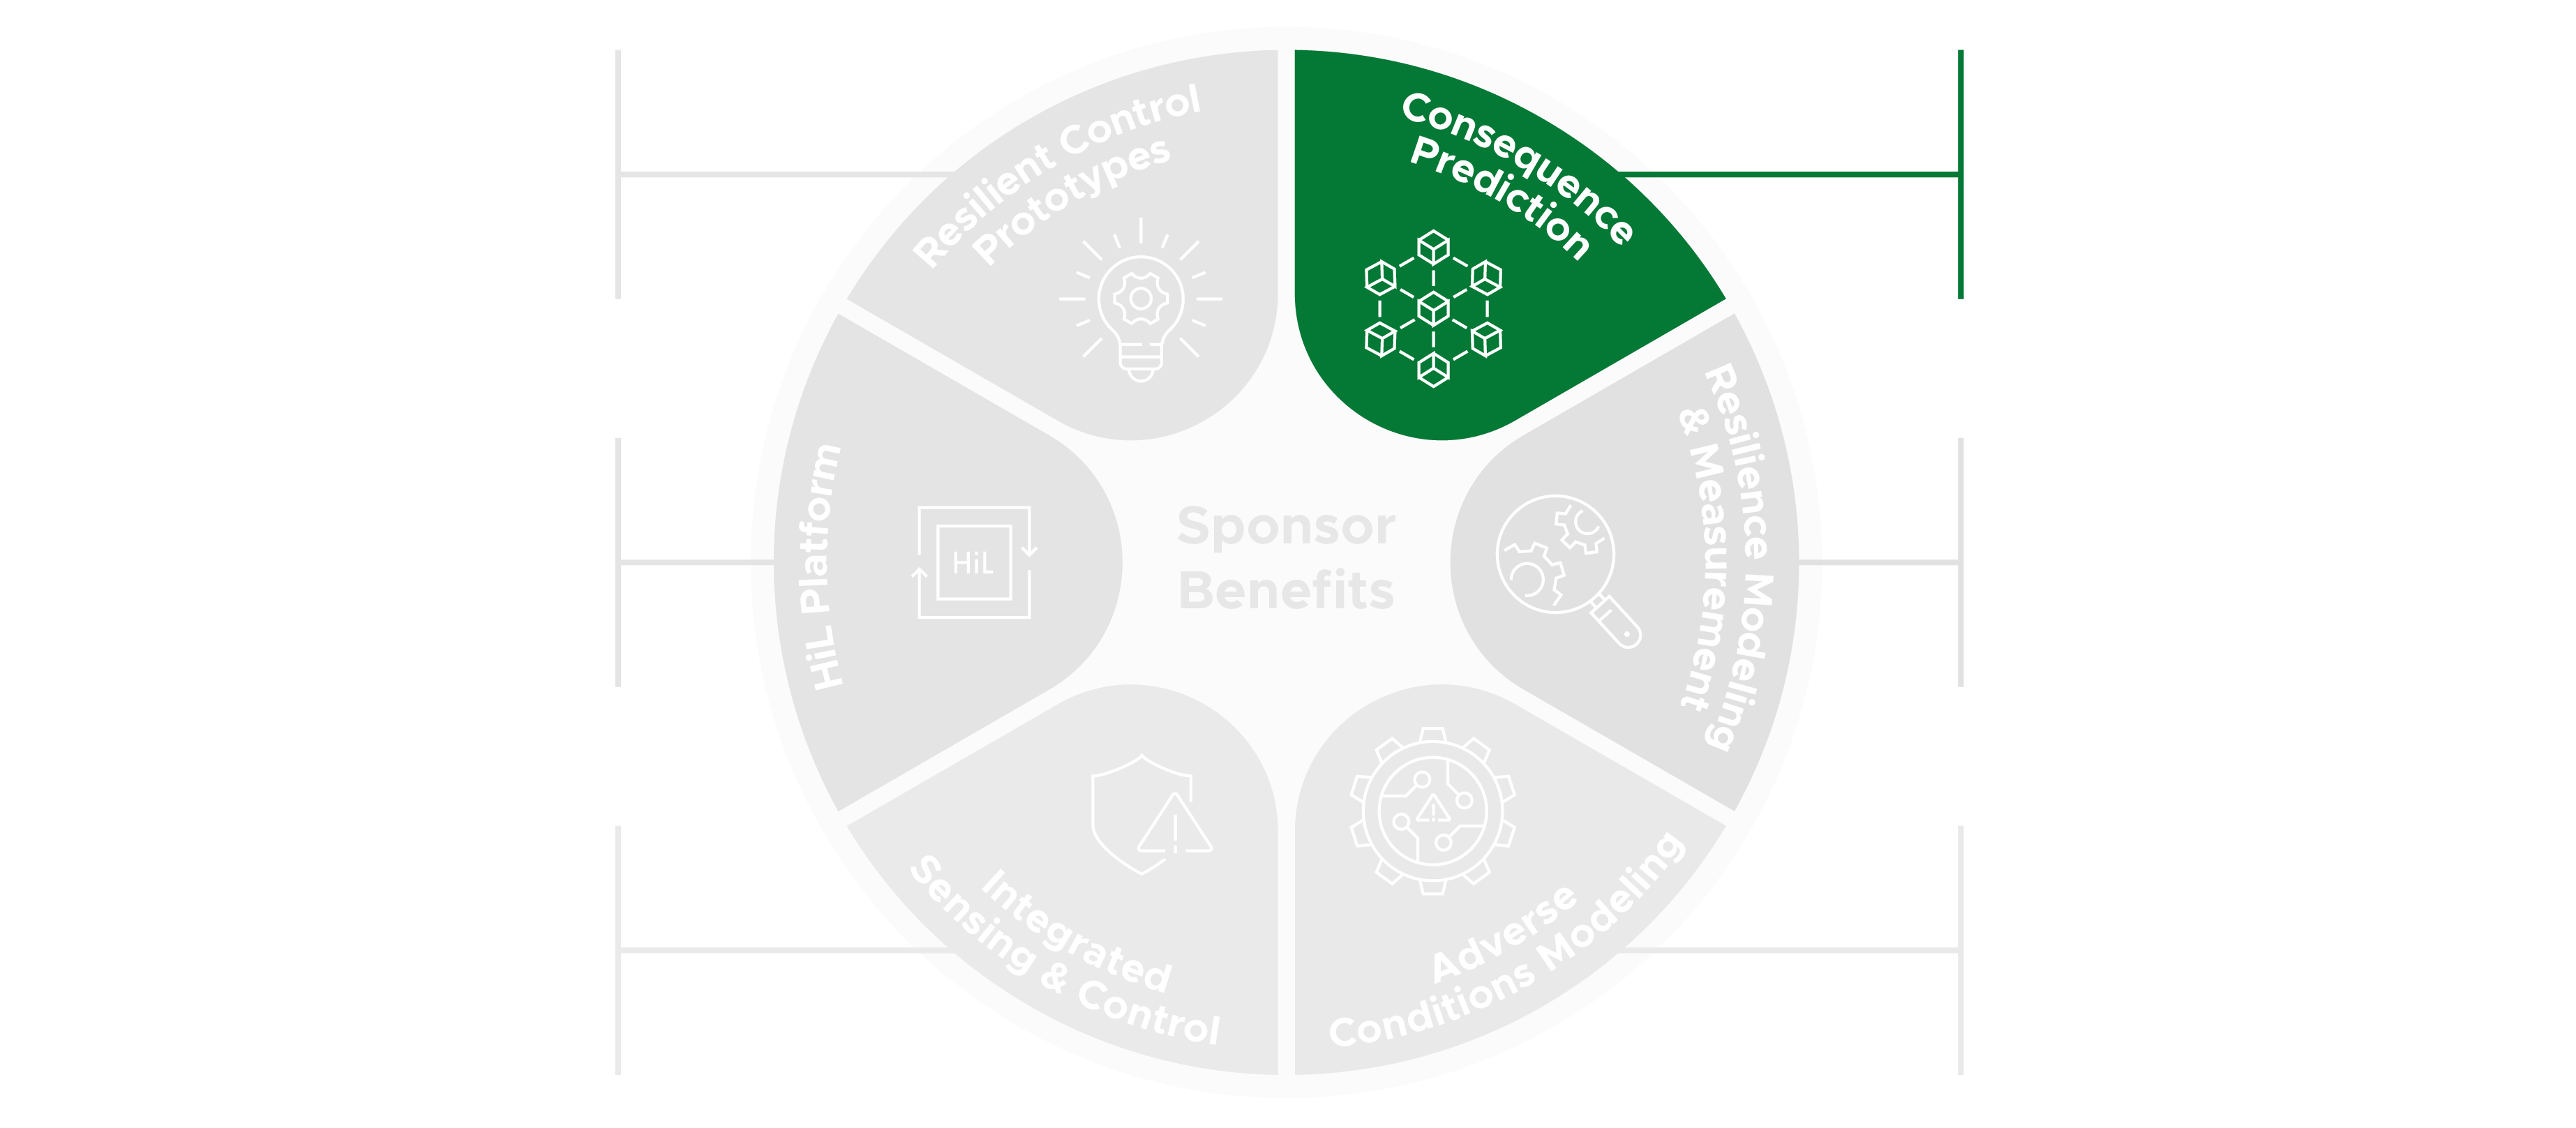 Resilient Control
Prototypes
Consequence
Prediction
Resilience Modeling
& Measurement
Adverse
Conditions Modeling
Integrated
Sensing & Control
HiL Platform
HiL
Sponsor
Benefits